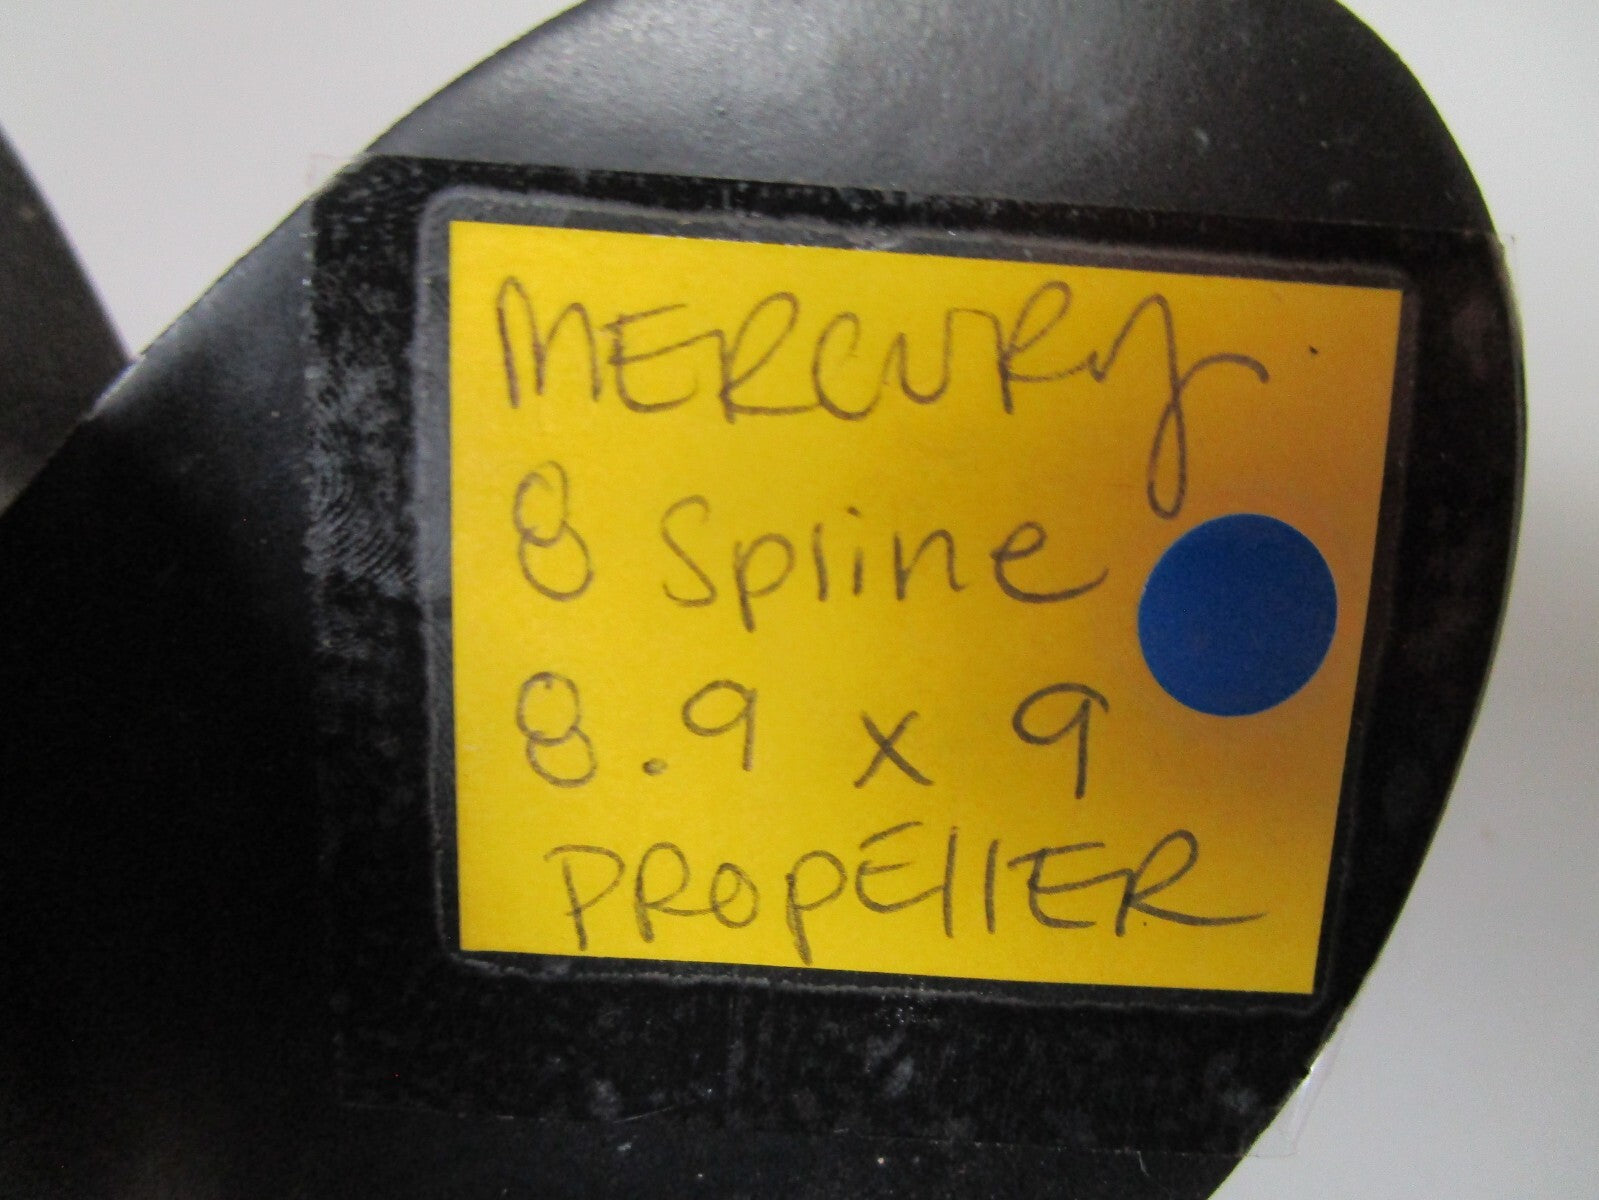 MERCURY
8 Spline
8.9 x 9
PROpEllER